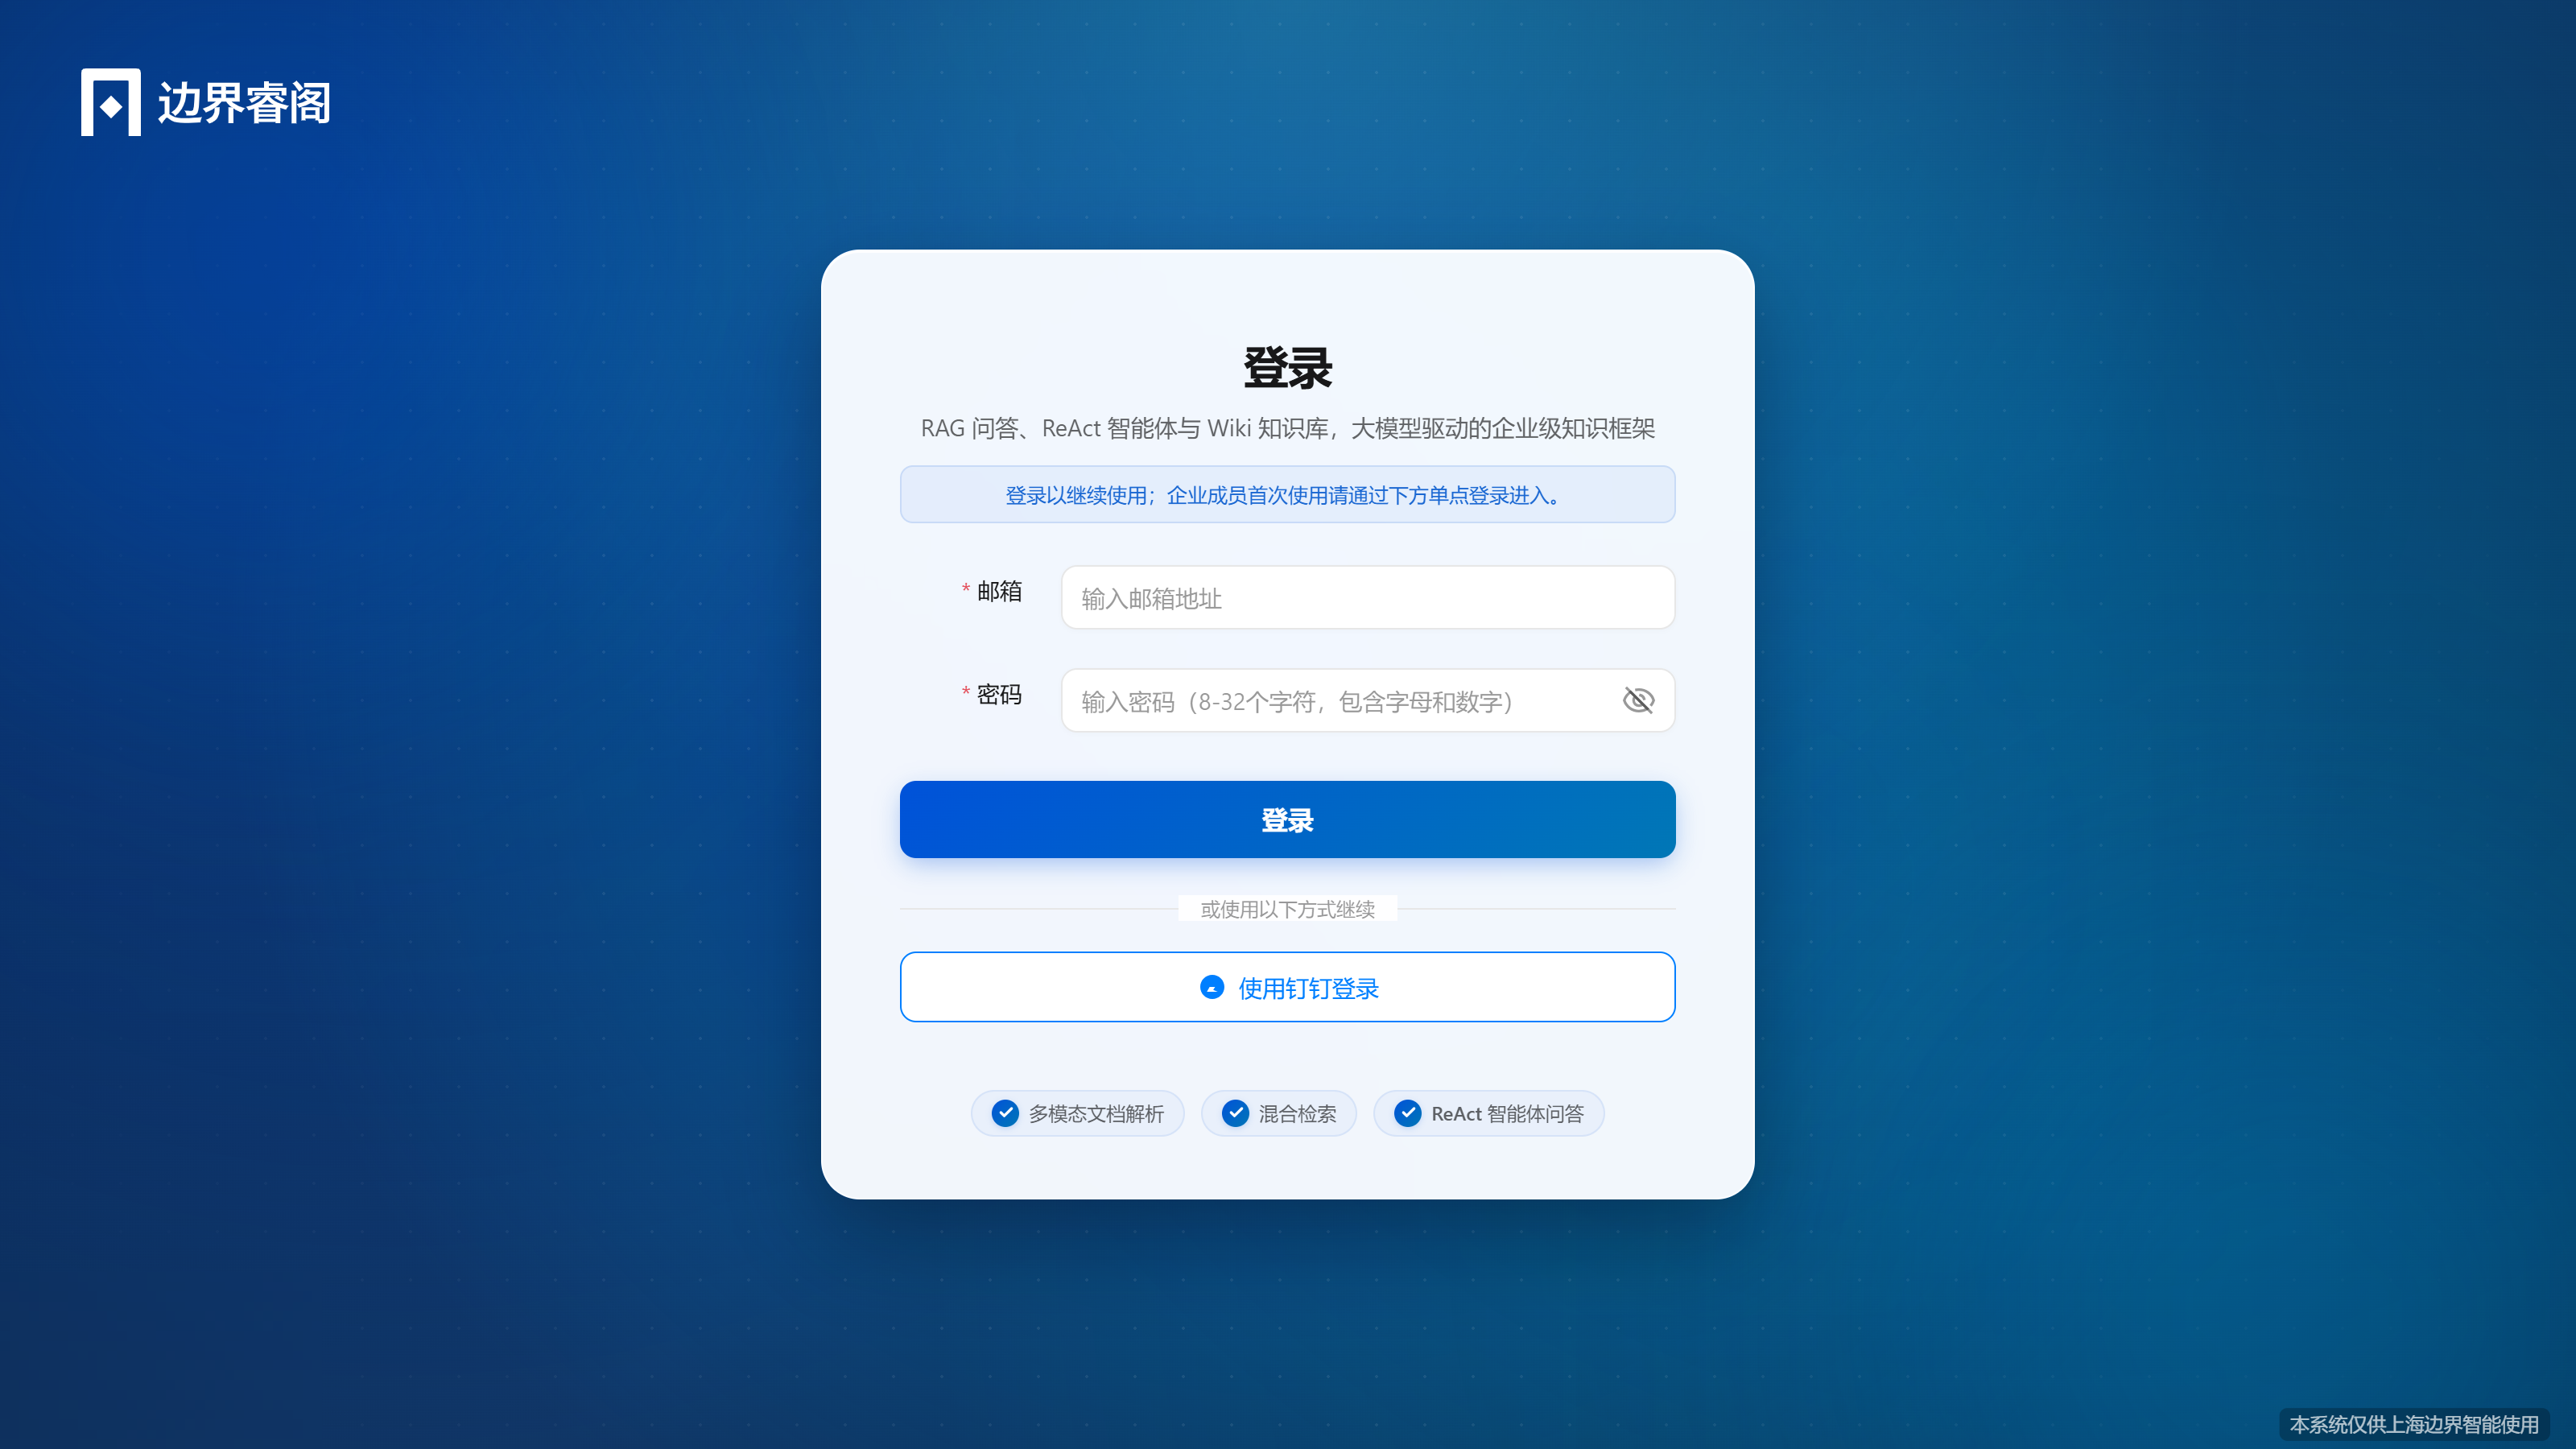 边界睿阁
登录
RAG 问答、ReAct 智能体与 Wiki 知识库，大模型驱动的企业级知识框架
登录以继续使用；企业成员首次使用请通过下方单点登录进入。
* 邮箱
输入邮箱地址
* 密码
输入密码（8-32个字符，包含字母和数字）
登录
或使用以下方式继续
使用钉钉登录
多模态文档解析
混合检索
ReAct 智能体问答
本系统仅供上海边界智能使用